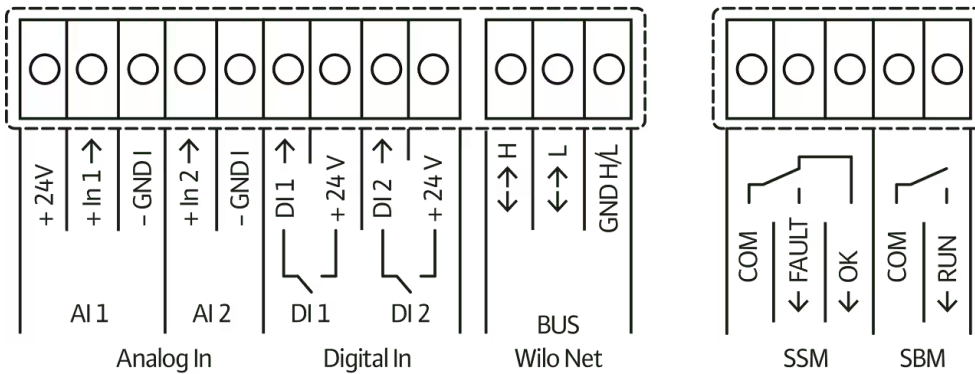 + 24V
+ In 1 →
- GND I
+ In 2 →
- GND I
DI 1 →
+ 24 V
DI 2 →
+ 24 V
↔ H
↔ L
GND H/L
COM
← FAULT
← OK
COM
← RUN
AI 1
AI 2
DI 1
DI 2
BUS
Analog In
Digital In
Wilo Net
SSM
SBM